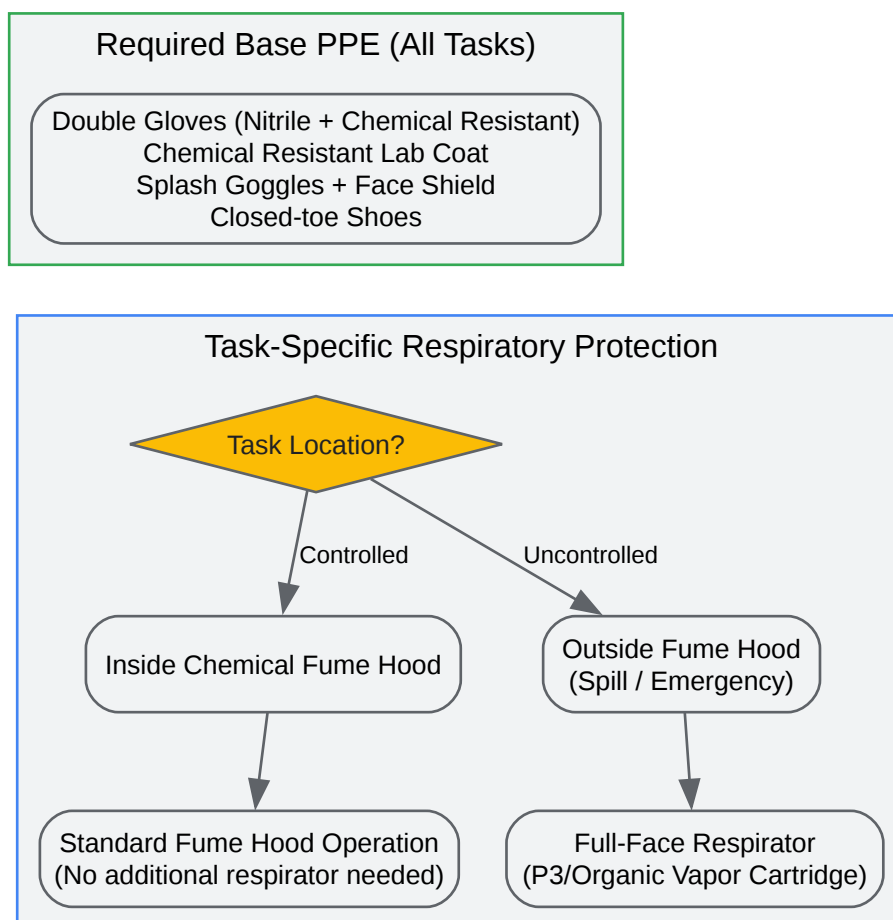 Required Base PPE (All Tasks)
Double Gloves (Nitrile + Chemical Resistant)
Chemical Resistant Lab Coat
Splash Goggles + Face Shield
Closed-toe Shoes
Task-Specific Respiratory Protection
Task Location?
Controlled
Uncontrolled
Inside Chemical Fume Hood
Outside Fume Hood
(Spill / Emergency)
Standard Fume Hood Operation
(No additional respirator needed)
Full-Face Respirator
(P3/Organic Vapor Cartridge)